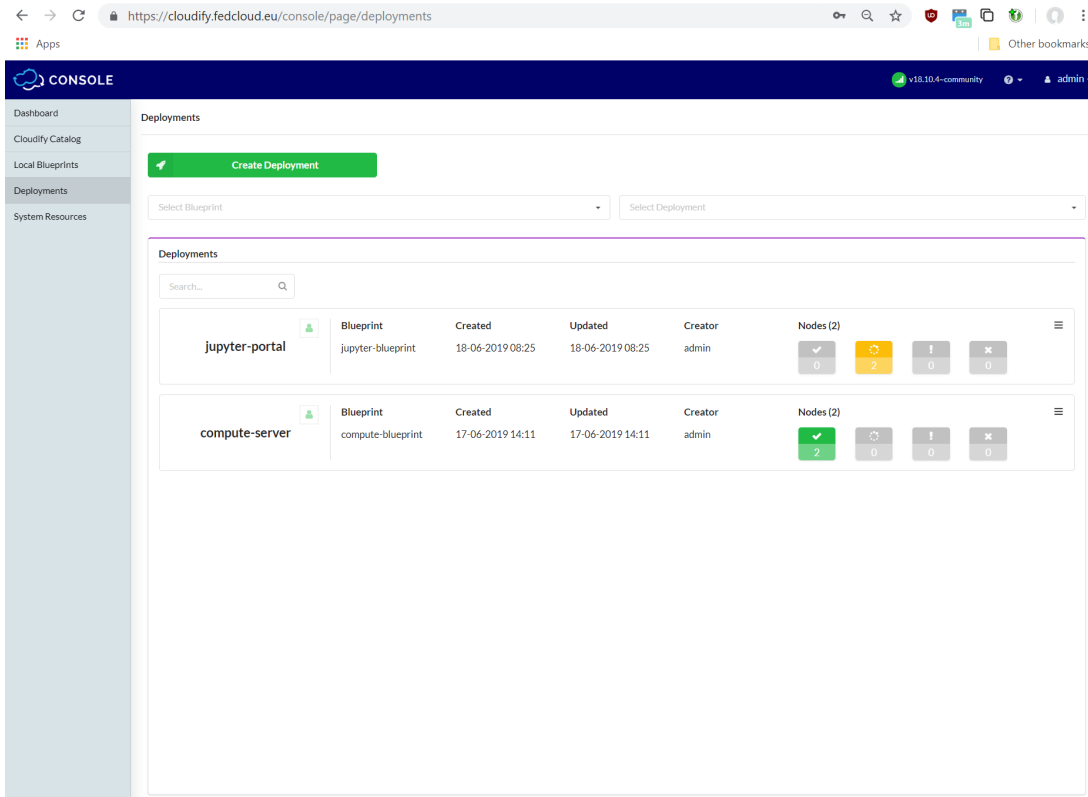 https://cloudify.fedcloud.eu/console/page/deployments
3m
Apps
Other bookmarks
CONSOLE
v18.10.4~community
admin
Dashboard
Cloudify Catalog
Local Blueprints
Deployments
System Resources
Deployments
Create Deployment
Select Blueprint
Select Deployment
Deployments
Search...
jupyter-portal
Blueprint Created Updated Creator Nodes (2)
jupyter-blueprint 18-06-2019 08:25 18-06-2019 08:25 admin
0 2 0 0
compute-server
Blueprint Created Updated Creator Nodes (2)
compute-blueprint 17-06-2019 14:11 17-06-2019 14:11 admin
2 0 0 0